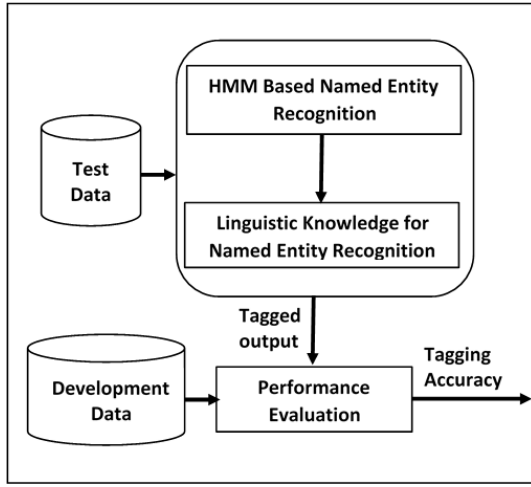 HMM Based Named Entity
Recognition
Test
Data
Linguistic Knowledge for
Named Entity Recognition
Tagged
output
Tagging
Accuracy
Development
Data
Performance
Evaluation